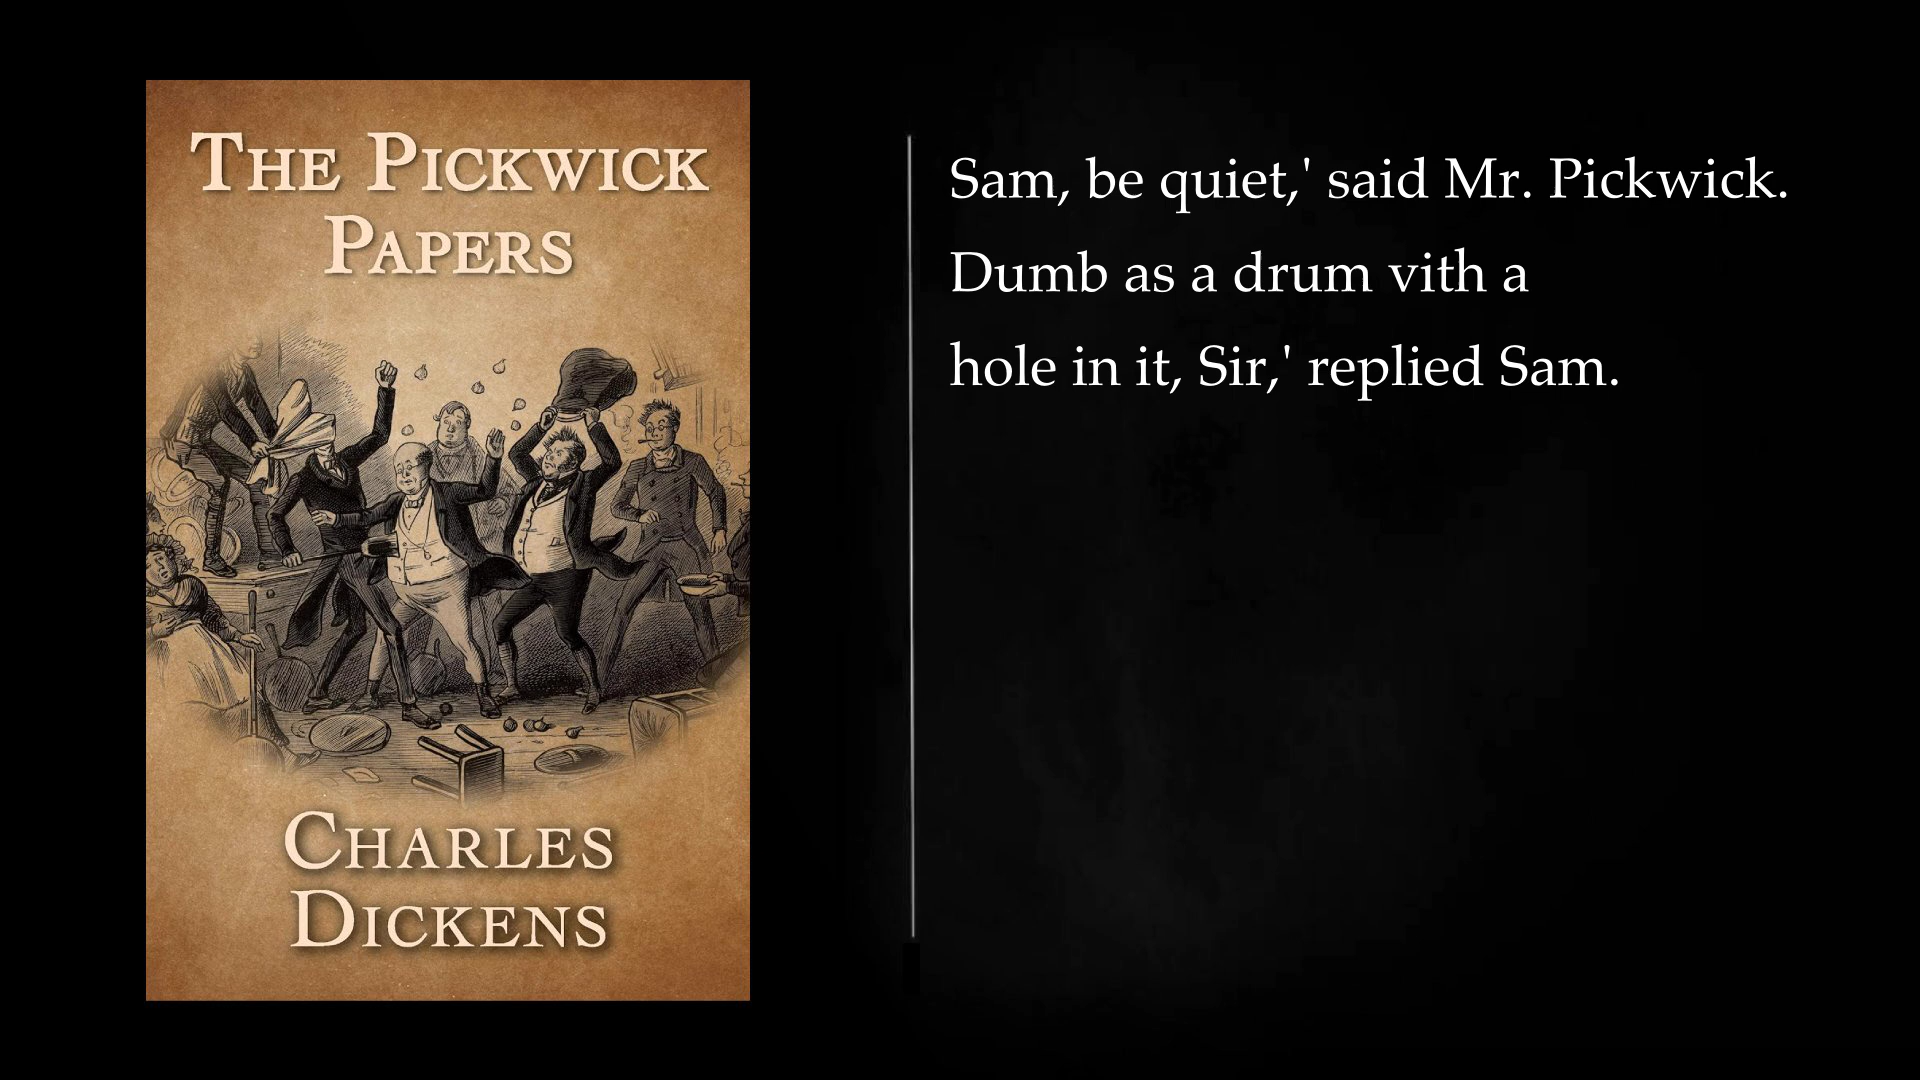 THE PICKWICK
PAPERS
CHARLES
DICKENS
Sam, be quiet,' said Mr. Pickwick.
Dumb as a drum vith a
hole in it, Sir,' replied Sam.